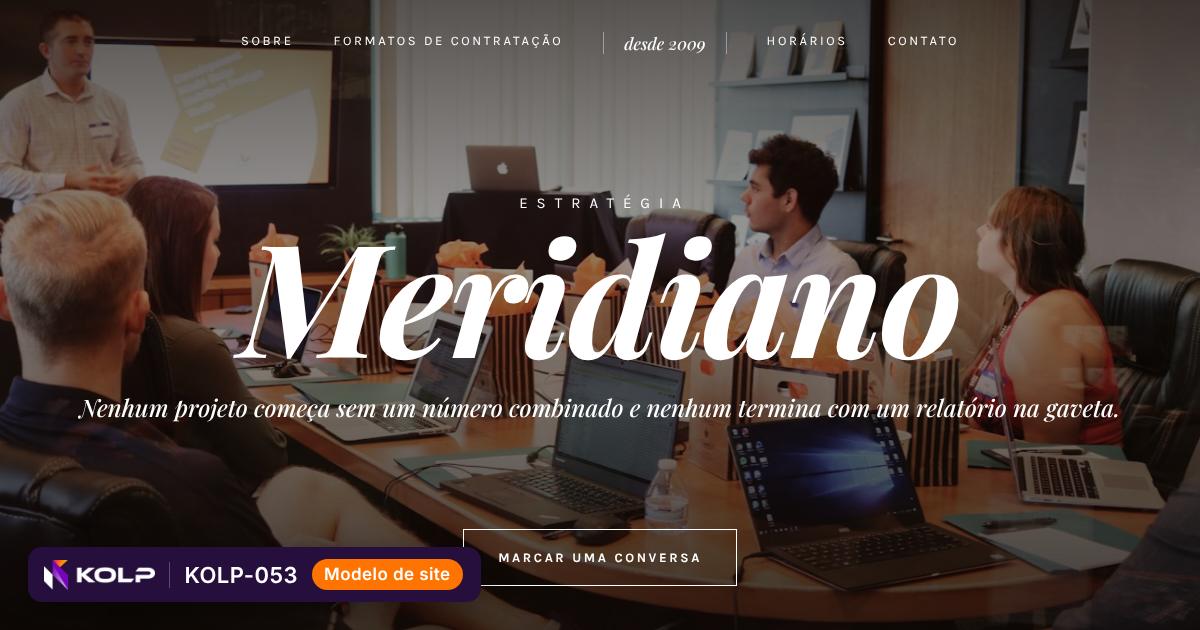 SOBRE FORMATOS DE CONTRATAÇÃO desde 2009 HORÁRIOS CONTATO
ESTRATÉGIA
Meridiano
Nenhum projeto começa sem um número combinado e nenhum termina com um relatório na gaveta.
MARCAR UMA CONVERSA
KOLP KOLP-053 Modelo de site